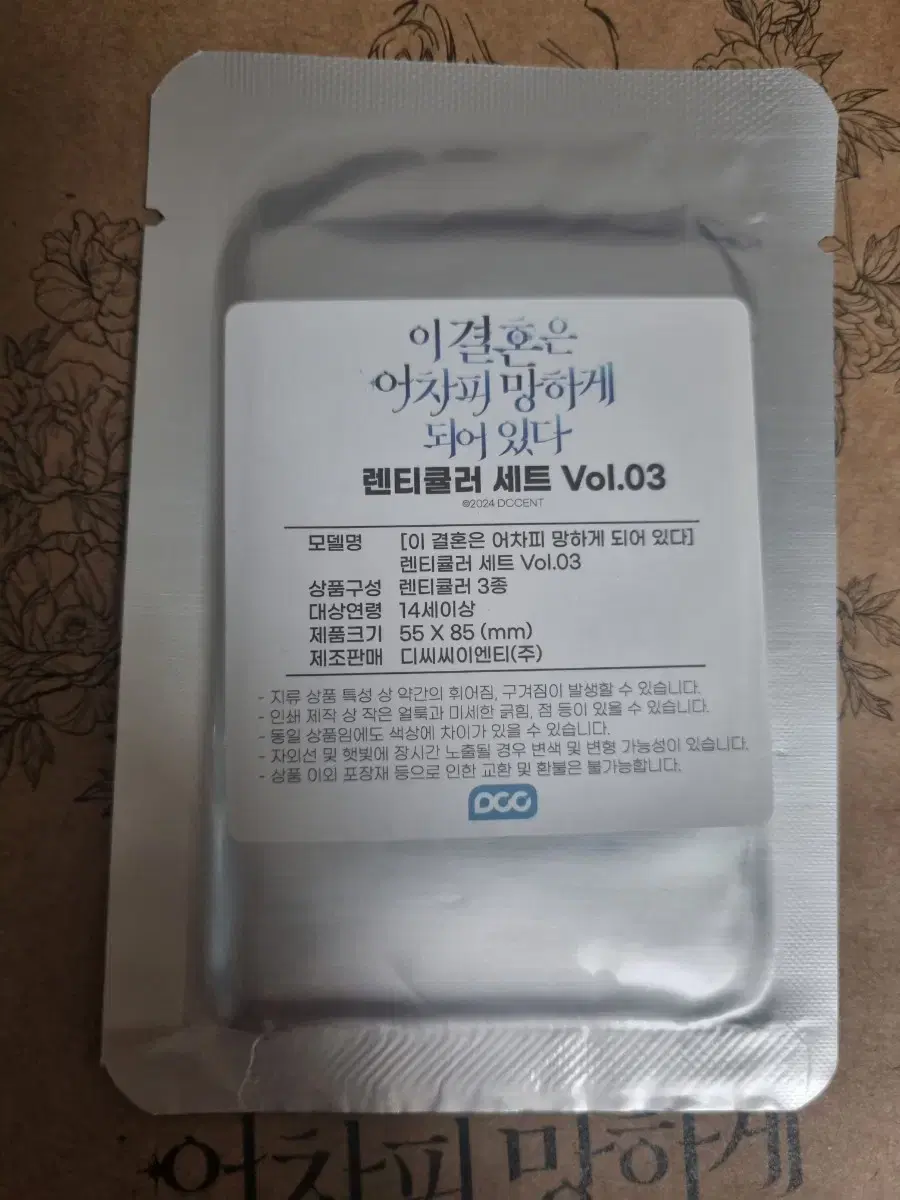 이 결혼은
어차피 망하게
되어 있다
렌티큘러 세트 Vol.03
©2024 DCCENT
모델명 [이 결혼은 어차피 망하게 되어 있다]
렌티큘러 세트 Vol.03
상품구성 렌티큘러 3종
대상연령 14세이상
제품크기 55 X 85 (mm)
제조판매 디씨씨이엔티(주)
- 지류 상품 특성 상 약간의 휘어짐, 구겨짐이 발생할 수 있습니다.
- 인쇄 제작 상 작은 얼룩과 미세한 긁힘, 점 등이 있을 수 있습니다.
- 동일 상품임에도 색상에 차이가 있을 수 있습니다.
- 자외선 및 햇빛에 장시간 노출될 경우 변색 및 변형 가능성이 있습니다.
- 상품 이외 포장재 등으로 인한 교환 및 환불은 불가능합니다.
DCC
어차피 망하게